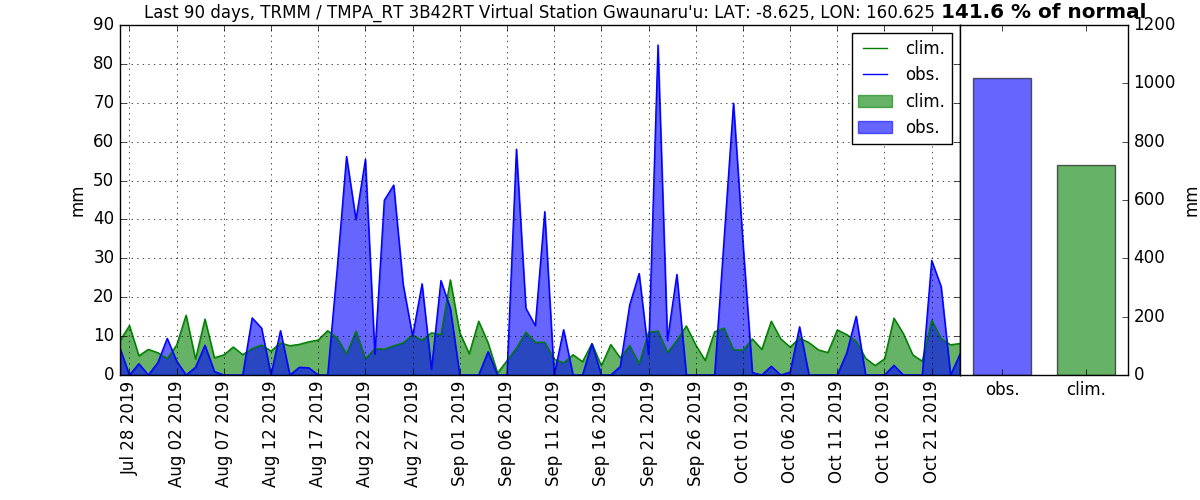 Last 90 days, TRMM / TMPA_RT 3B42RT Virtual Station Gwaunaru'u: LAT: -8.625, LON: 160.625 141.6 % of normal
90
80
70
60
50
40
30
20
10
0
mm
clim.
obs.
clim.
obs.
Jul 28 2019
Aug 02 2019
Aug 07 2019
Aug 12 2019
Aug 17 2019
Aug 22 2019
Aug 27 2019
Sep 01 2019
Sep 06 2019
Sep 11 2019
Sep 16 2019
Sep 21 2019
Sep 26 2019
Oct 01 2019
Oct 06 2019
Oct 11 2019
Oct 16 2019
Oct 21 2019
1200
1000
800
600
400
200
0
mm
obs.
clim.